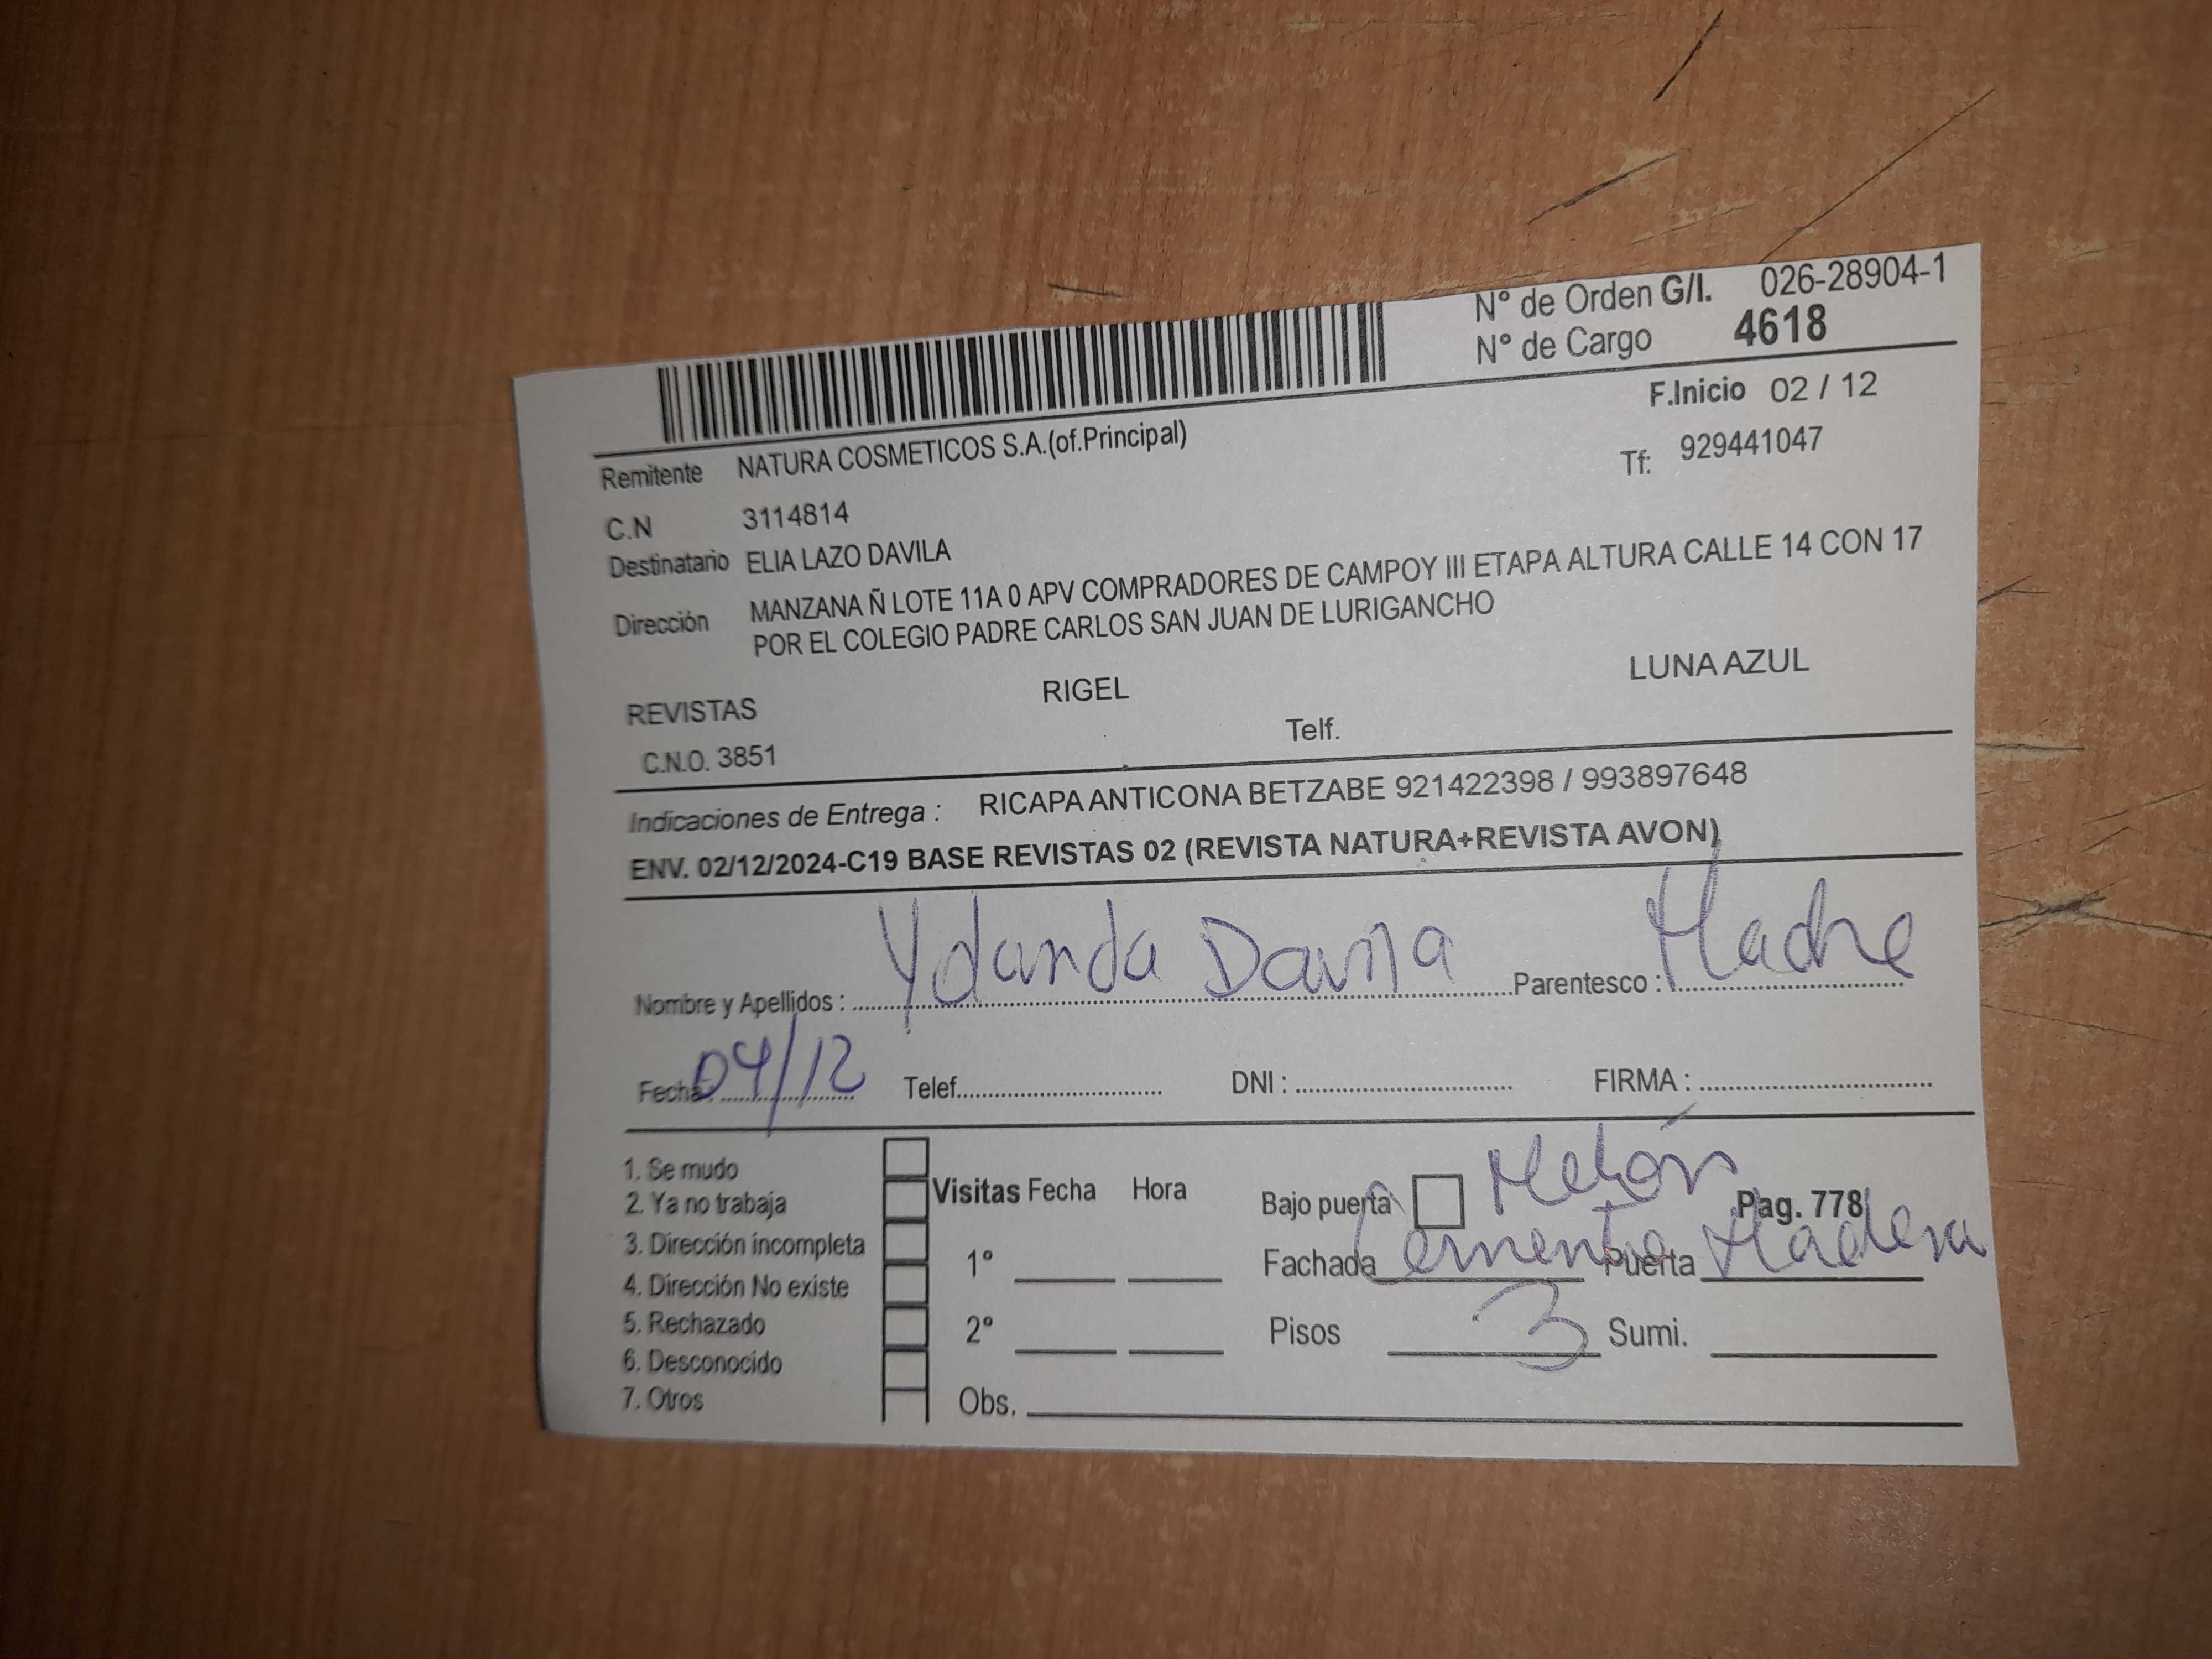 N° de Orden G/I. 026-28904-1
N° de Cargo 4618
F.Inicio 02 / 12
Remitente NATURA COSMETICOS S.A.(of.Principal)
Tf: 929441047
C.N 3114814
Destinatario ELIA LAZO DAVILA
Dirección MANZANA Ñ LOTE 11A 0 APV COMPRADORES DE CAMPOY III ETAPA ALTURA CALLE 14 CON 17
POR EL COLEGIO PADRE CARLOS SAN JUAN DE LURIGANCHO
REVISTAS RIGEL LUNA AZUL
C.N.O. 3851 Telf.
Indicaciones de Entrega : RICAPA ANTICONA BETZABE 921422398 / 993897648
ENV. 02/12/2024-C19 BASE REVISTAS 02 (REVISTA NATURA+REVISTA AVON)
Nombre y Apellidos : Yolanda Davila Parentesco : Madre
Fecha : 04/12 Telef. DNI : FIRMA :
1. Se mudo
2. Ya no trabaja
3. Dirección incompleta
4. Dirección No existe
5. Rechazado
6. Desconocido
7. Otros
Visitas Fecha Hora
1°
2°
Obs.
Bajo puerta Melón Pag. 778
Fachada Cemento Puerta Madera
Pisos 3 Sumi.